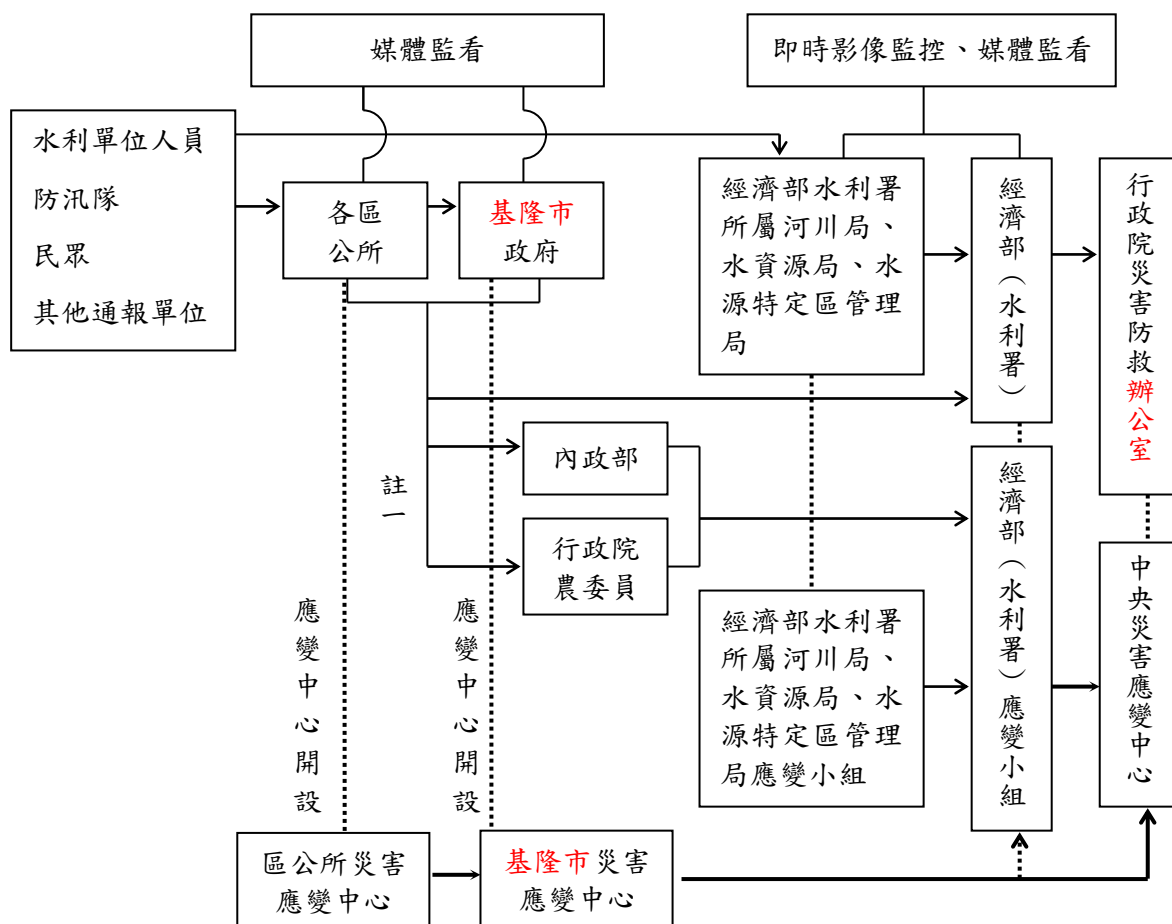 媒體監看
即時影像監控、媒體監看
水利單位人員
防汛隊
民眾
其他通報單位
各區
公所
基隆市
政府
經濟部水利署
所屬河川局、
水資源局、水
源特定區管理
局
經濟部（水利署）
行政院災害防救辦公室
內政部
註一
行政院
農委員
應變中心開設
應變中心開設
經濟部水利署
所屬河川局、
水資源局、水
源特定區管理
局應變小組
經濟部（水利署）應變小組
中央災害應變中心
區公所災害
應變中心
基隆市災害
應變中心